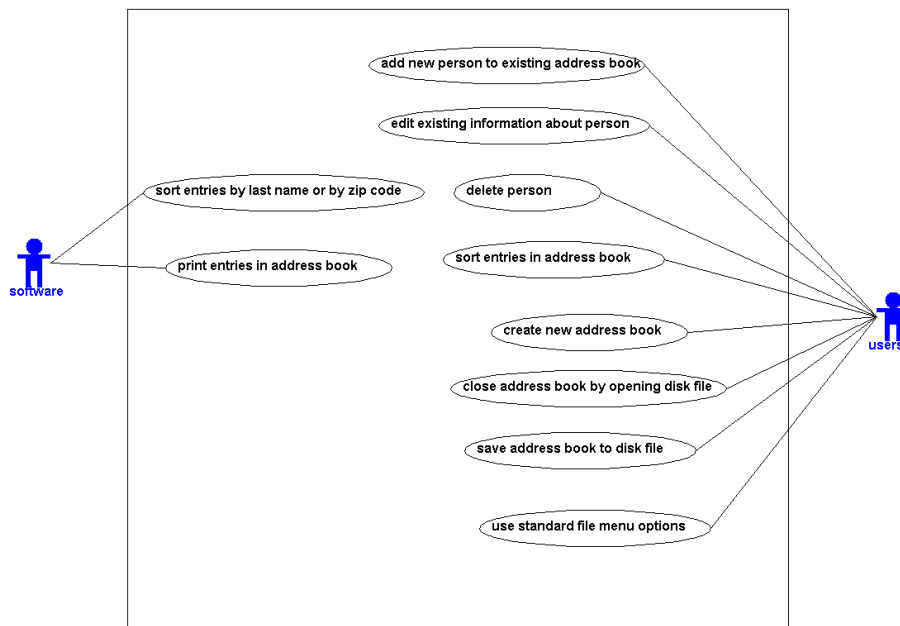 add new person to existing address book
edit existing information about person
sort entries by last name or by zip code
delete person
print entries in address book
sort entries in address book
software
create new address book
users
close address book by opening disk file
save address book to disk file
use standard file menu options